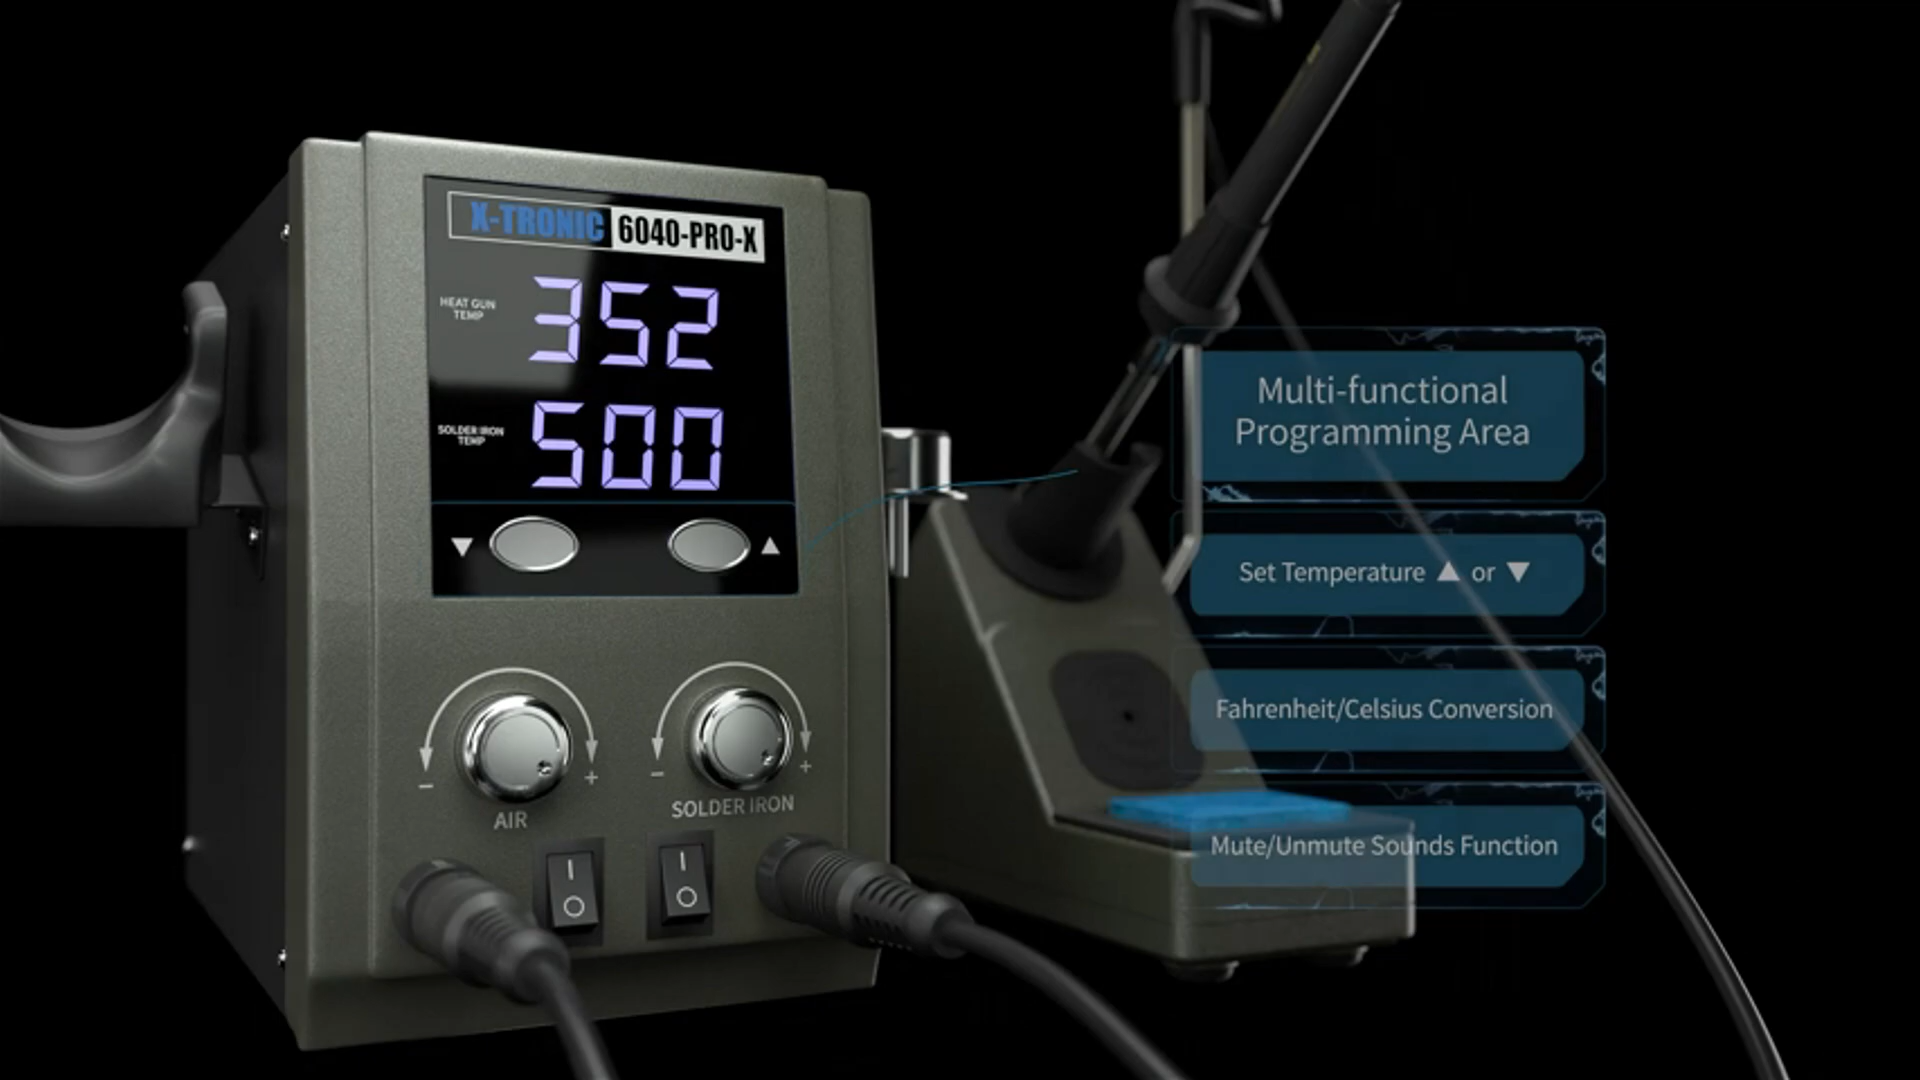 X-TRONIC 6040-PRO-X
HEAT GUN
TEMP
352
SOLDER IRON
TEMP
500
▼ ▲
− +
AIR
− +
SOLDER IRON
Multi-functional
Programming Area
Set Temperature ▲ or ▼
Fahrenheit/Celsius Conversion
Mute/Unmute Sounds Function